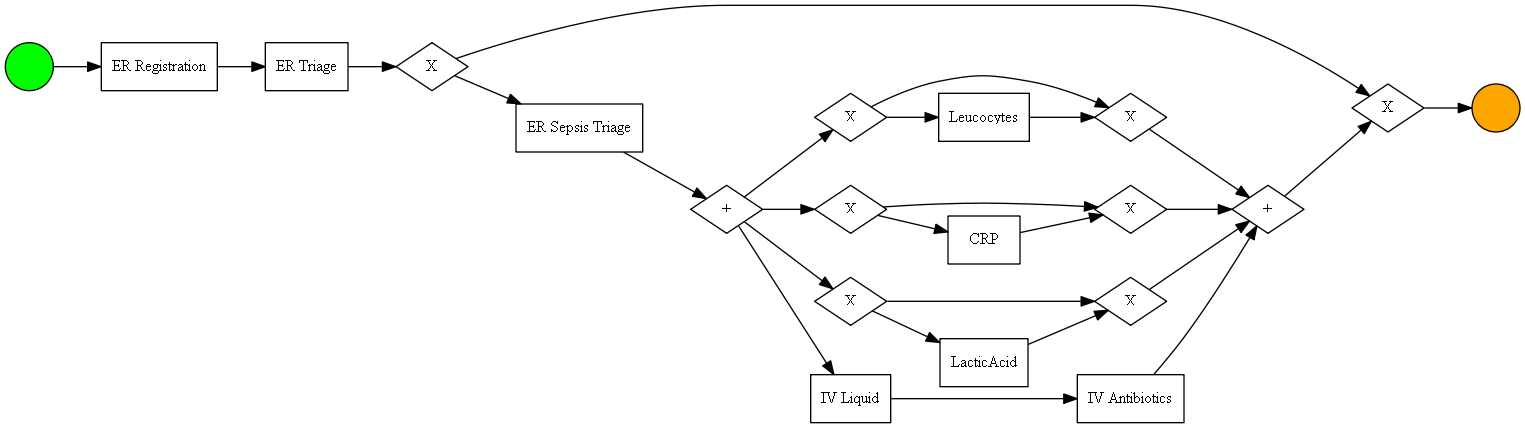 ER Registration
ER Triage
X
ER Sepsis Triage
+
X
Leucocytes
X
X
CRP
X
X
LacticAcid
X
IV Liquid
IV Antibiotics
+
X